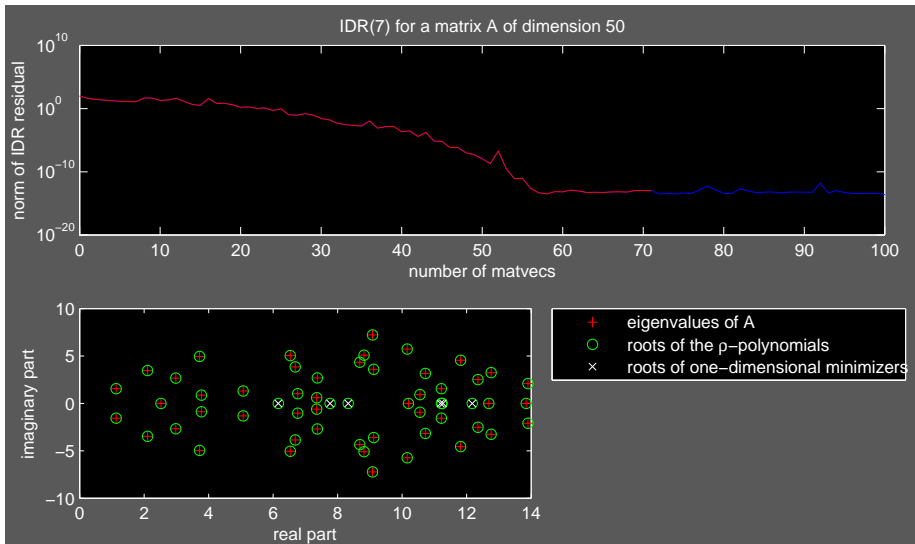 IDR(7) for a matrix A of dimension 50
norm of IDR residual
10^10
10^0
10^−10
10^−20
0 10 20 30 40 50 60 70 80 90 100
number of matvecs
imaginary part
10
5
0
−5
−10
0 2 4 6 8 10 12 14
real part
eigenvalues of A
roots of the ρ−polynomials
roots of one−dimensional minimizers